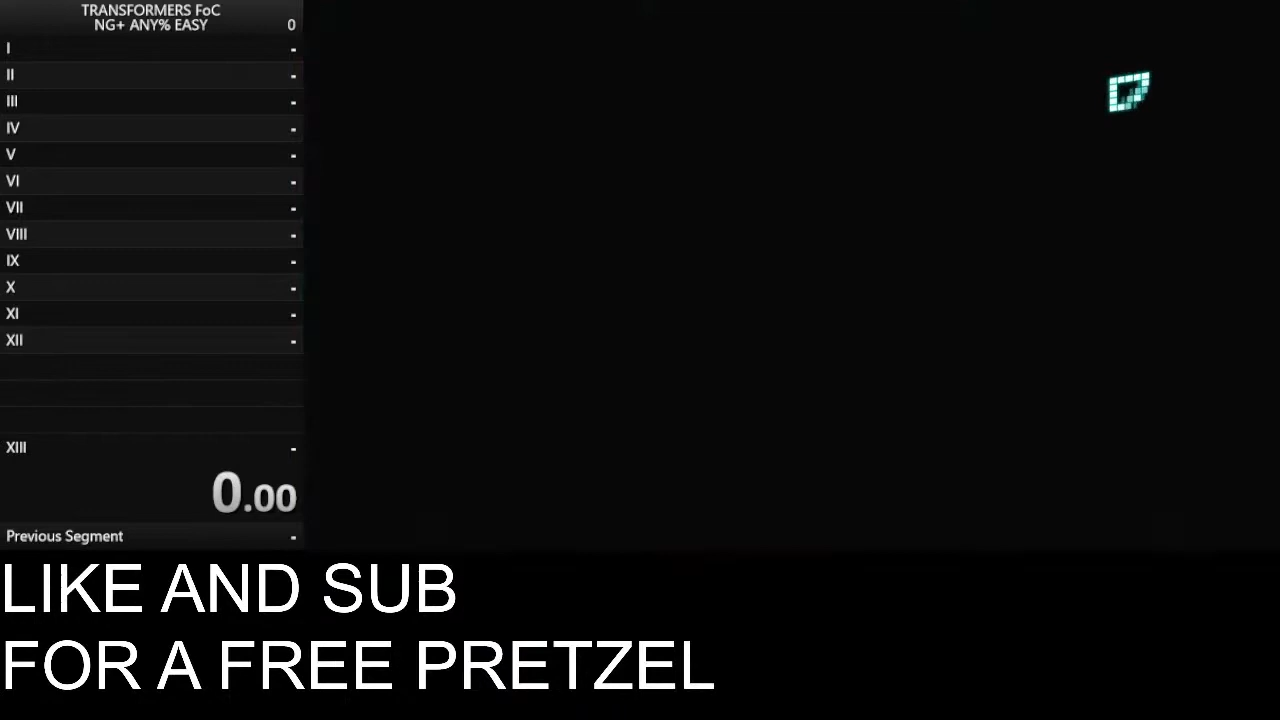 TRANSFORMERS FoC
NG+ ANY% EASY 0
I -
II -
III -
IV -
V -
VI -
VII -
VIII -
IX -
X -
XI -
XII -
XIII -
0.00
Previous Segment -
LIKE AND SUB
FOR A FREE PRETZEL